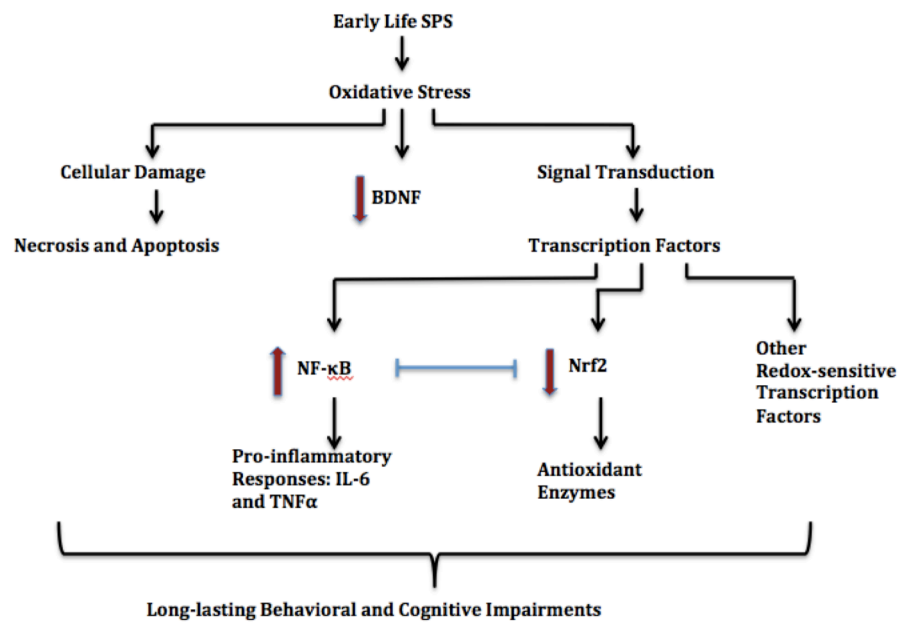 Early Life SPS
Oxidative Stress
Cellular Damage
BDNF
Signal Transduction
Necrosis and Apoptosis
Transcription Factors
NF-κB
Nrf2
Other
Redox-sensitive
Transcription
Factors
Pro-inflammatory
Responses: IL-6
and TNFα
Antioxidant
Enzymes
Long-lasting Behavioral and Cognitive Impairments